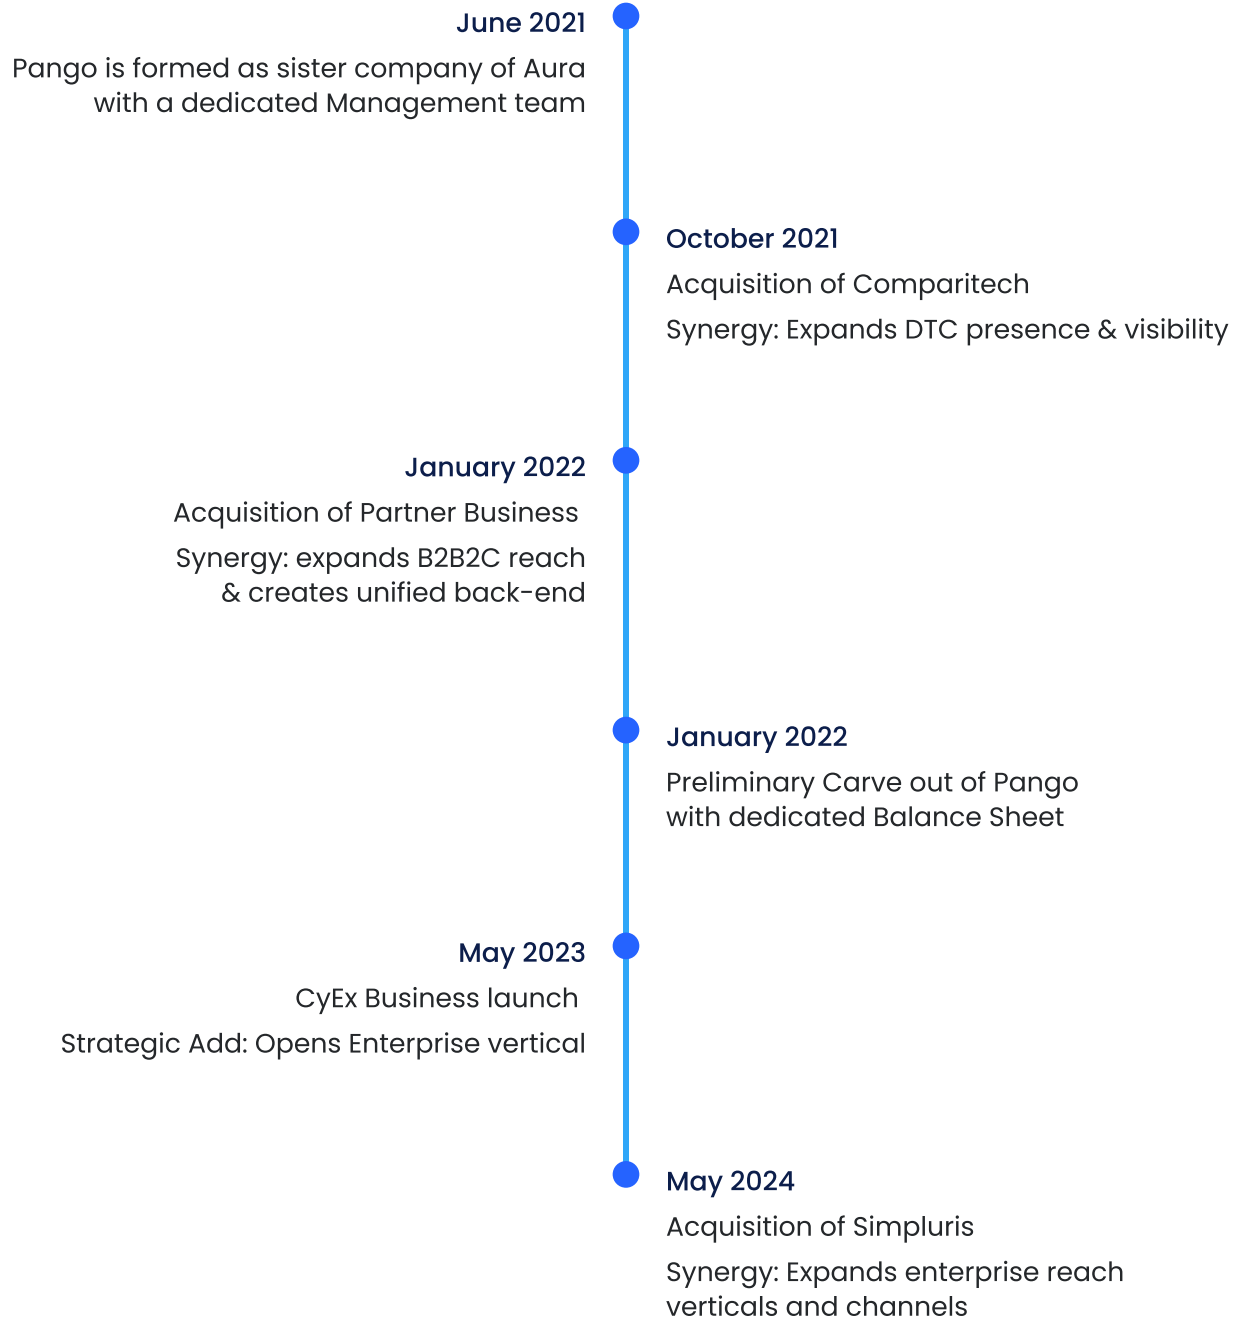 June 2021
Pango is formed as sister company of Aura
with a dedicated Management team
October 2021
Acquisition of Comparitech
Synergy: Expands DTC presence & visibility
January 2022
Acquisition of Partner Business
Synergy: expands B2B2C reach
& creates unified back-end
January 2022
Preliminary Carve out of Pango
with dedicated Balance Sheet
May 2023
CyEx Business launch
Strategic Add: Opens Enterprise vertical
May 2024
Acquisition of Simpluris
Synergy: Expands enterprise reach
verticals and channels